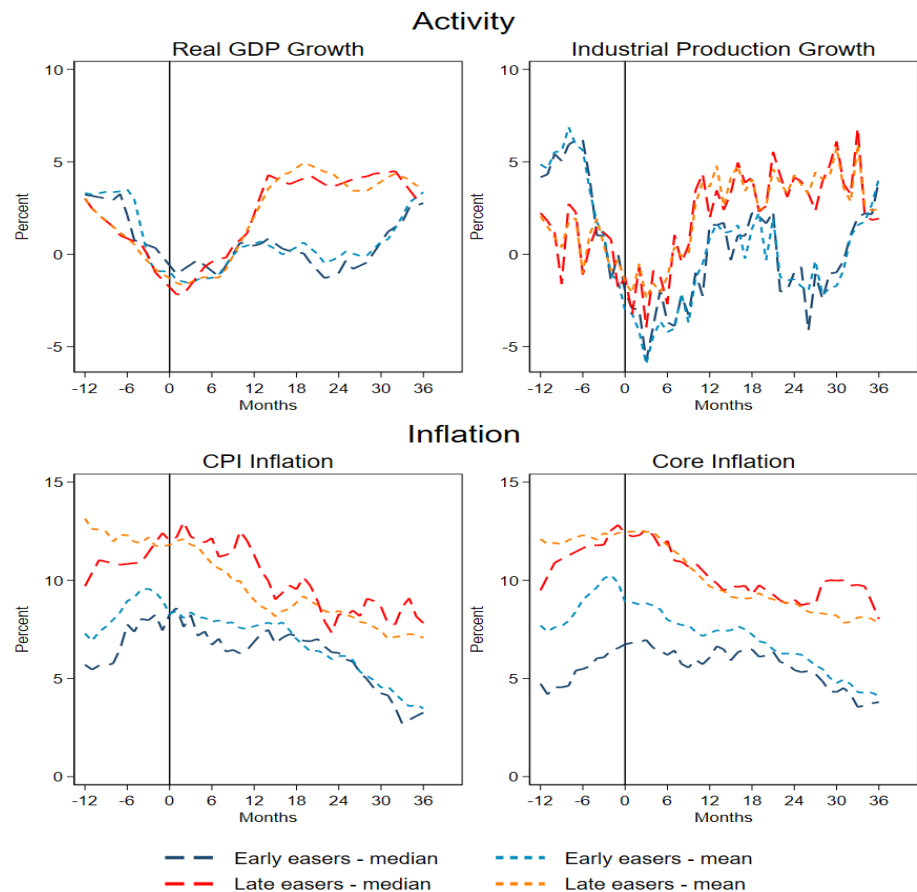 Activity
Real GDP Growth
Industrial Production Growth
10
5
0
-5
Percent
-12 -6 0 6 12 18 24 30 36
Months
10
5
0
-5
Percent
-12 -6 0 6 12 18 24 30 36
Months
Inflation
CPI Inflation
Core Inflation
15
10
5
0
Percent
-12 -6 0 6 12 18 24 30 36
Months
15
10
5
0
Percent
-12 -6 0 6 12 18 24 30 36
Months
Early easers - median
Early easers - mean
Late easers - median
Late easers - mean